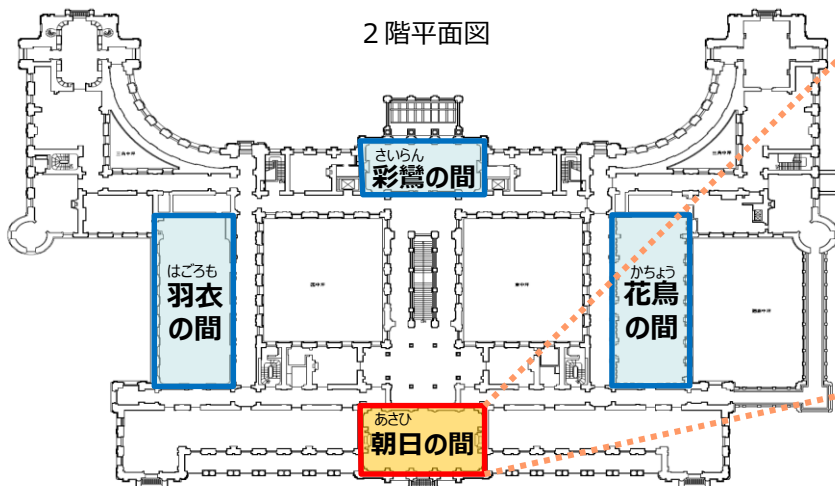 ２階平面図
さいらん
彩鸞の間
はごろも
羽衣
の間
かちょう
花鳥
の間
あさひ
朝日の間